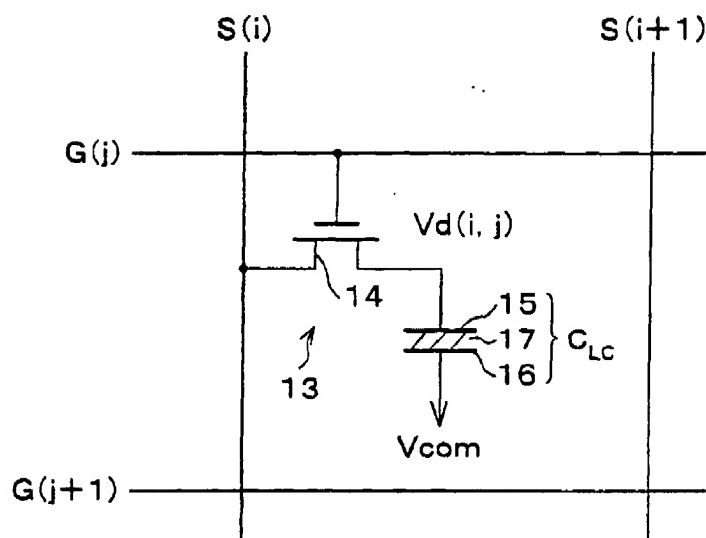 S(i) S(i+1)
G(j)
Vd(i, j)
14
15
17
16
C_LC
13
Vcom
G(j+1)